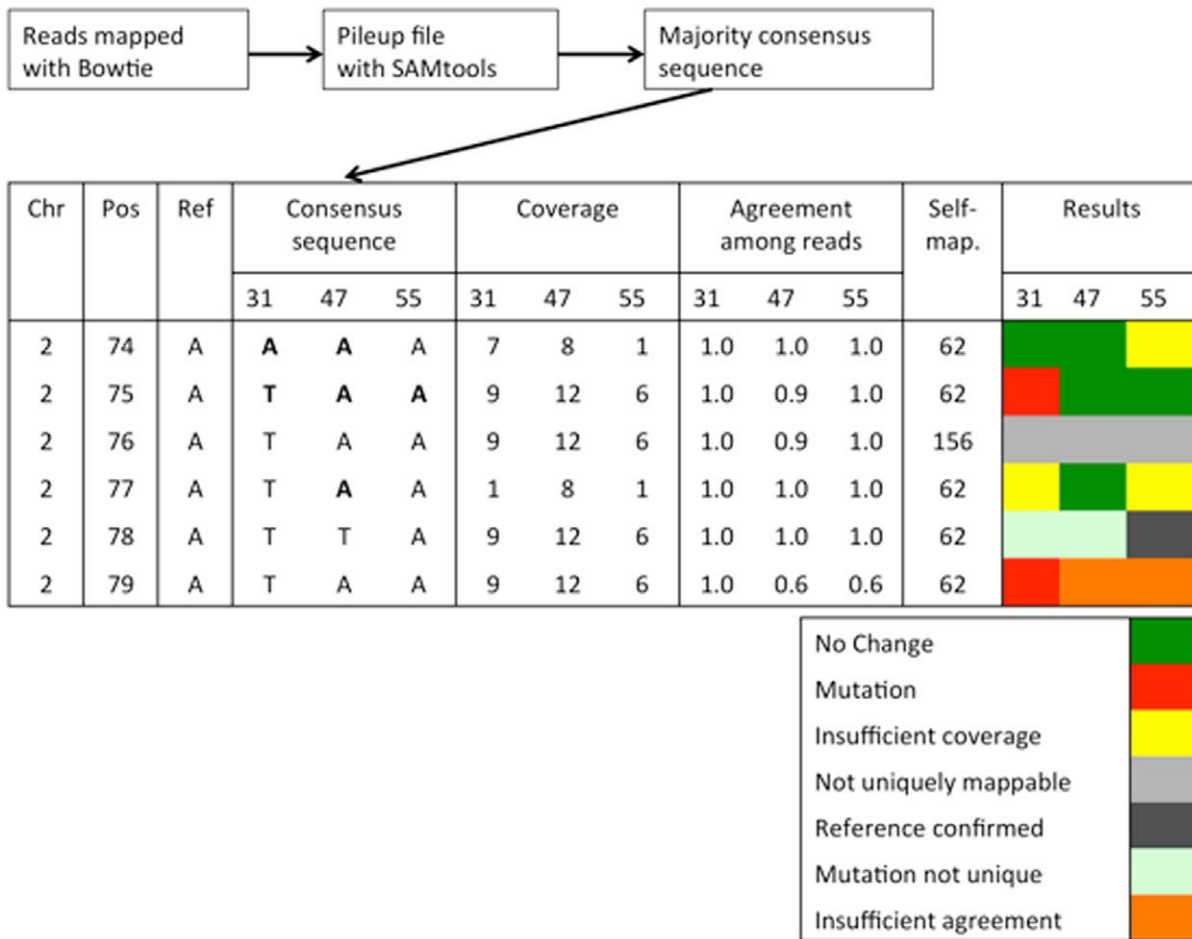 Reads mapped
with Bowtie
Pileup file
with SAMtools
Majority consensus
sequence
Chr Pos Ref Consensus sequence Coverage Agreement among reads Self-map. Results
31 47 55 31 47 55 31 47 55 31 47 55
2 74 A A A A 7 8 1 1.0 1.0 1.0 62
2 75 A T A A 9 12 6 1.0 0.9 1.0 62
2 76 A T A A 9 12 6 1.0 0.9 1.0 156
2 77 A T A A 1 8 1 1.0 1.0 1.0 62
2 78 A T T A 9 12 6 1.0 1.0 1.0 62
2 79 A T A A 9 12 6 1.0 0.6 0.6 62
No Change
Mutation
Insufficient coverage
Not uniquely mappable
Reference confirmed
Mutation not unique
Insufficient agreement